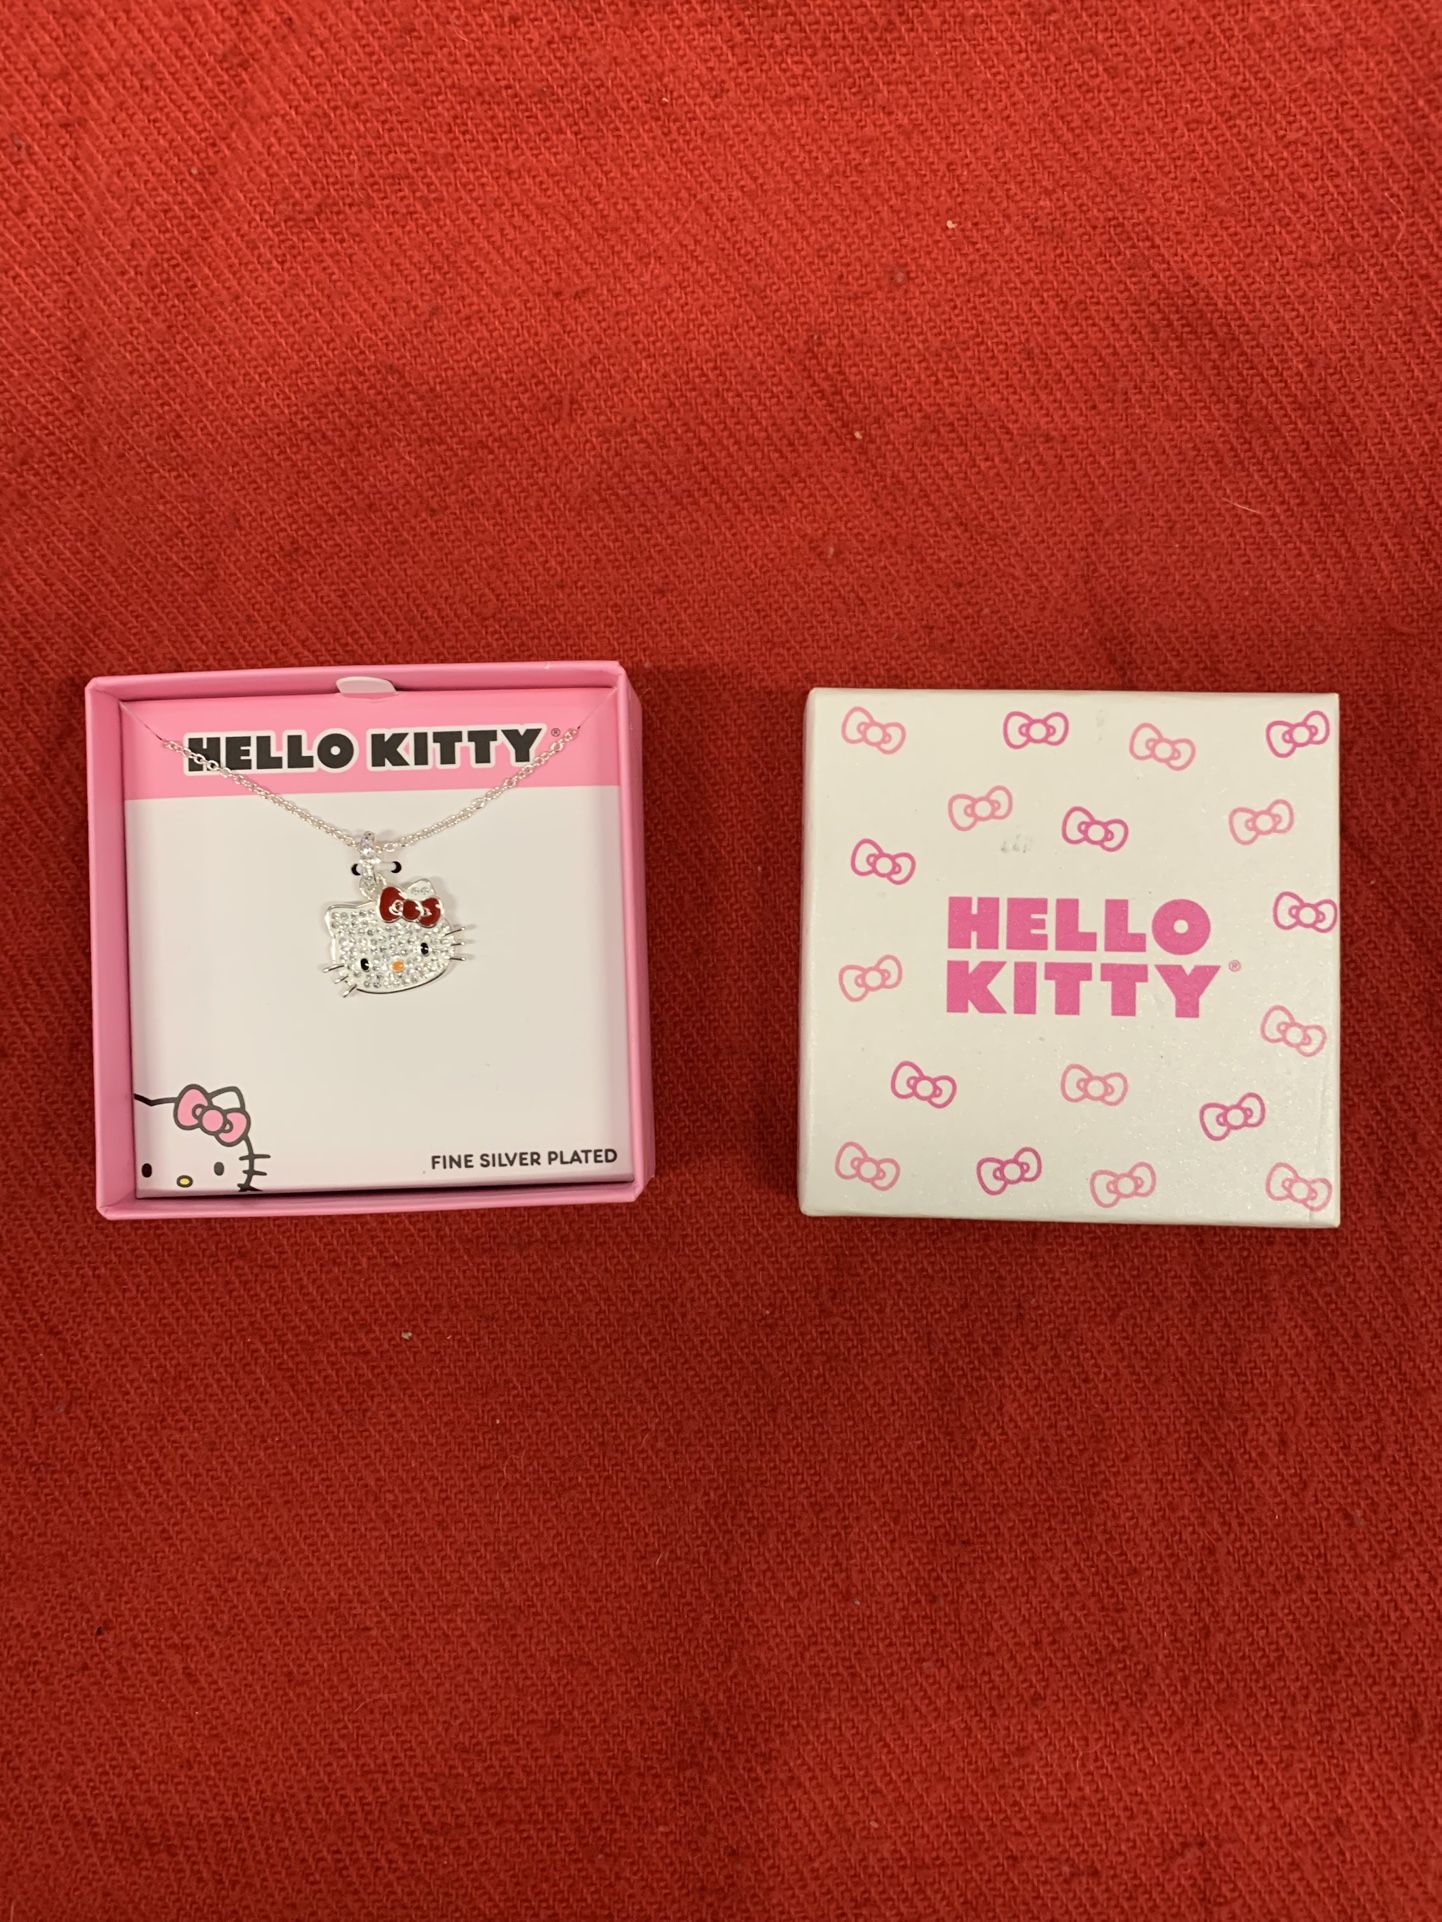 HELLO KITTY®
FINE SILVER PLATED
HELLO
KITTY®